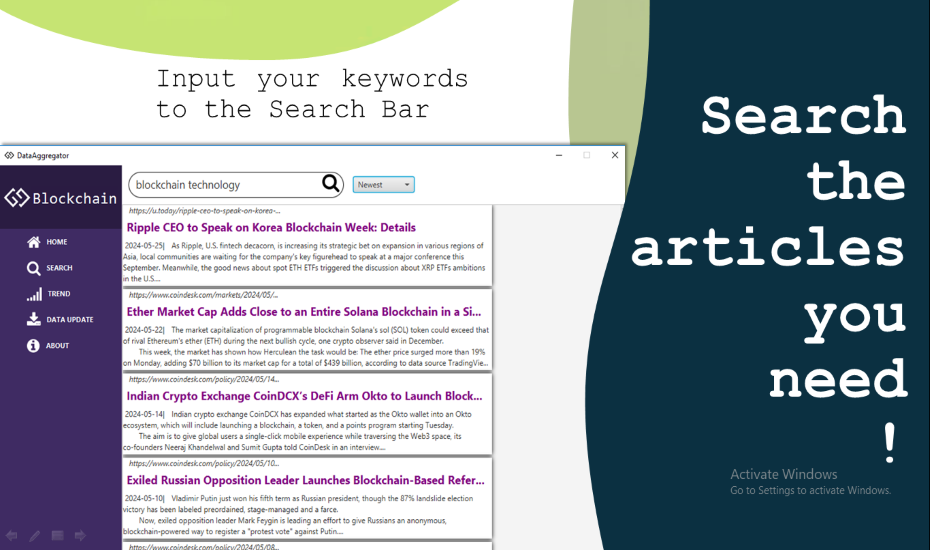 Input your keywords
to the Search Bar
Search
the
articles
you
need
!
DataAggregator
Blockchain
HOME
SEARCH
TREND
DATA UPDATE
ABOUT
blockchain technology
Newest
https://u.today/ripple-ceo-to-speak-on-korea-...
Ripple CEO to Speak on Korea Blockchain Week: Details
2024-05-25| As Ripple, U.S. fintech decacorn, is increasing its strategic bet on expansion in various regions of
Asia, local communities are waiting for the company's key figurehead to speak at a major conference this
September. Meanwhile, the good news about spot ETH ETFs triggered the discussion about XRP ETFs ambitions
in the U.S....
https://www.coindesk.com/markets/2024/05/...
Ether Market Cap Adds Close to an Entire Solana Blockchain in a Si...
2024-05-22| The market capitalization of programmable blockchain Solana's sol (SOL) token could exceed that
of rival Ethereum's ether (ETH) during the next bullish cycle, one crypto observer said in December.
This week, the market has shown how Herculean the task would be: The ether price surged more than 19%
on Monday, adding $70 billion to its market cap for a total of $439 billion, according to data source TradingVie...
https://www.coindesk.com/policy/2024/05/14...
Indian Crypto Exchange CoinDCX's DeFi Arm Okto to Launch Block...
2024-05-14| Indian crypto exchange CoinDCX has expanded what started as the Okto wallet into an Okto
ecosystem, which will include launching a blockchain, a token, and a points program starting Tuesday.
The aim is to give global users a single-click mobile experience while traversing the Web3 space, its
co-founders Neeraj Khandelwal and Sumit Gupta told CoinDesk in an interview....
https://www.coindesk.com/policy/2024/05/10...
Exiled Russian Opposition Leader Launches Blockchain-Based Refer...
2024-05-10| Vladimir Putin just won his fifth term as Russian president, though the 87% landslide election
victory has been labeled preordained, stage-managed and a farce.
Now, exiled opposition leader Mark Feygin is leading an effort to give Russians an anonymous,
blockchain-powered way to register a "protest vote" against Putin....
https://www.coindesk.com/policy/2024/05/08...
Activate Windows
Go to Settings to activate Windows.